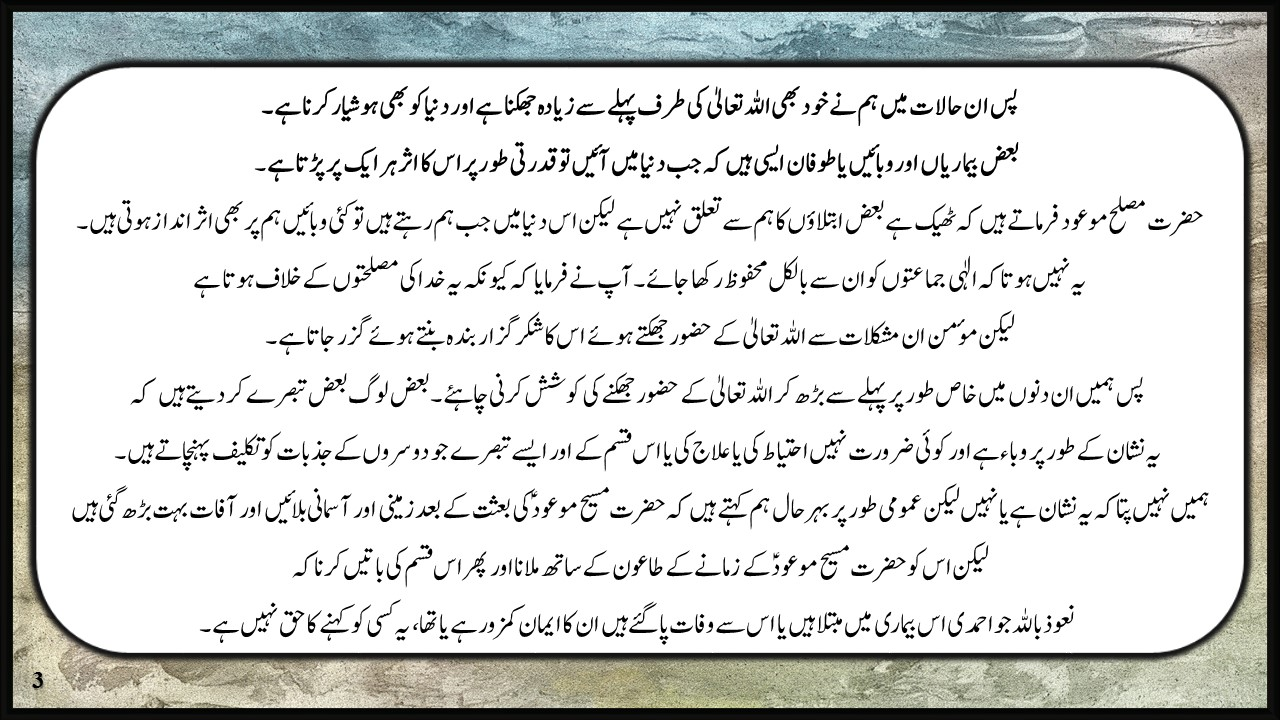 پس ان حالات میں ہم نے خود بھی اللہ تعالیٰ کی طرف پہلے سے زیادہ جھکنا ہے اور دنیا کو بھی ہوشیار کرنا ہے۔
بعض بیماریاں اور وبائیں یا طوفان ایسی ہیں کہ جب دنیا میں آئیں تو قدرتی طور پر اس کا اثر ہر ایک پر پڑتا ہے۔
حضرت مصلح موعود فرماتے ہیں کہ ٹھیک ہے بعض ابتلاؤں کا ہم سے تعلق نہیں ہے لیکن اس دنیا میں جب ہم رہتے ہیں تو کئی وبائیں ہم پر بھی اثر انداز ہوتی ہیں۔
یہ نہیں ہوتا کہ الٰہی جماعتوں کو ان سے بالکل محفوظ رکھا جائے۔ آپ نے فرمایا کہ کیونکہ یہ خدا کی مصلحتوں کے خلاف ہوتا ہے
لیکن مؤمن ان مشکلات سے اللہ تعالیٰ کے حضور جھکتے ہوئے اس کا شکر گزار بندہ بنتے ہوئے گزر جاتا ہے۔
پس ہمیں ان دنوں میں خاص طور پر پہلے سے بڑھ کر اللہ تعالیٰ کے حضور جھکنے کی کوشش کرنی چاہئے۔ بعض لوگ بعض تبصرے کر دیتے ہیں کہ
یہ نشان کے طور پر وباء ہے اور کوئی ضرورت نہیں احتیاط کی یا علاج کی یا اس قسم کے اور ایسے تبصرے جو دوسروں کے جذبات کو تکلیف پہنچاتے ہیں۔
ہمیں نہیں پتا کہ یہ نشان ہے یا نہیں لیکن عمومی طور پر بہر حال ہم کہتے ہیں کہ حضرت مسیح موعودؑ کی بعثت کے بعد زمینی اور آسمانی بلائیں اور آفات بہت بڑھ گئی ہیں
لیکن اس کو حضرت مسیح موعودؑ کے زمانے کے طاعون کے ساتھ ملانا اور پھر اس قسم کی باتیں کرنا کہ
نعوذ باللہ جو احمدی اس بیماری میں مبتلا ہیں یا اس سے وفات پا گئے ہیں ان کا ایمان کمزور ہے یا تھا، یہ کسی کو کہنے کا حق نہیں ہے۔
3